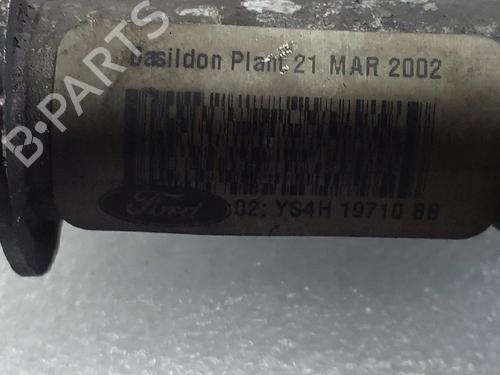 B-PARTS
Basildon Plant 21 MAR 2002
Ford
02: YS4H 19710 BB